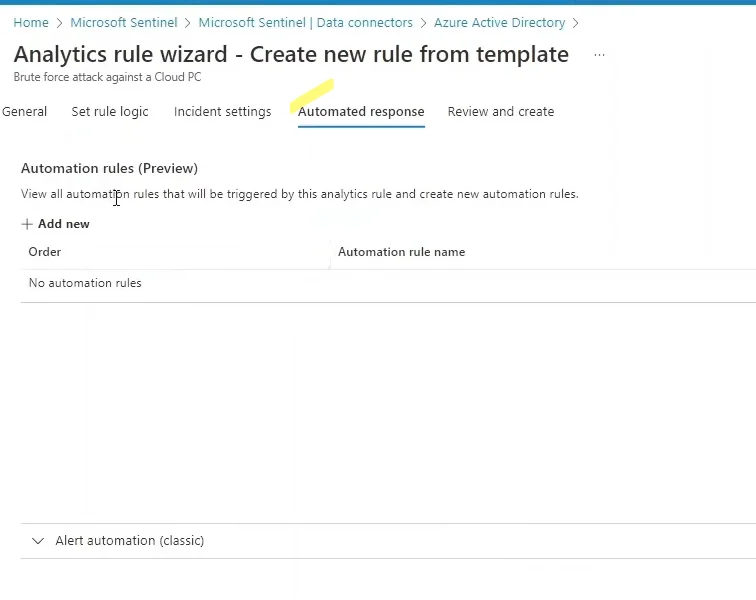 Home > Microsoft Sentinel > Microsoft Sentinel | Data connectors > Azure Active Directory >
Analytics rule wizard - Create new rule from template ...
Brute force attack against a Cloud PC
General Set rule logic Incident settings Automated response Review and create
Automation rules (Preview)
View all automation rules that will be triggered by this analytics rule and create new automation rules.
+ Add new
Order Automation rule name
No automation rules
Alert automation (classic)